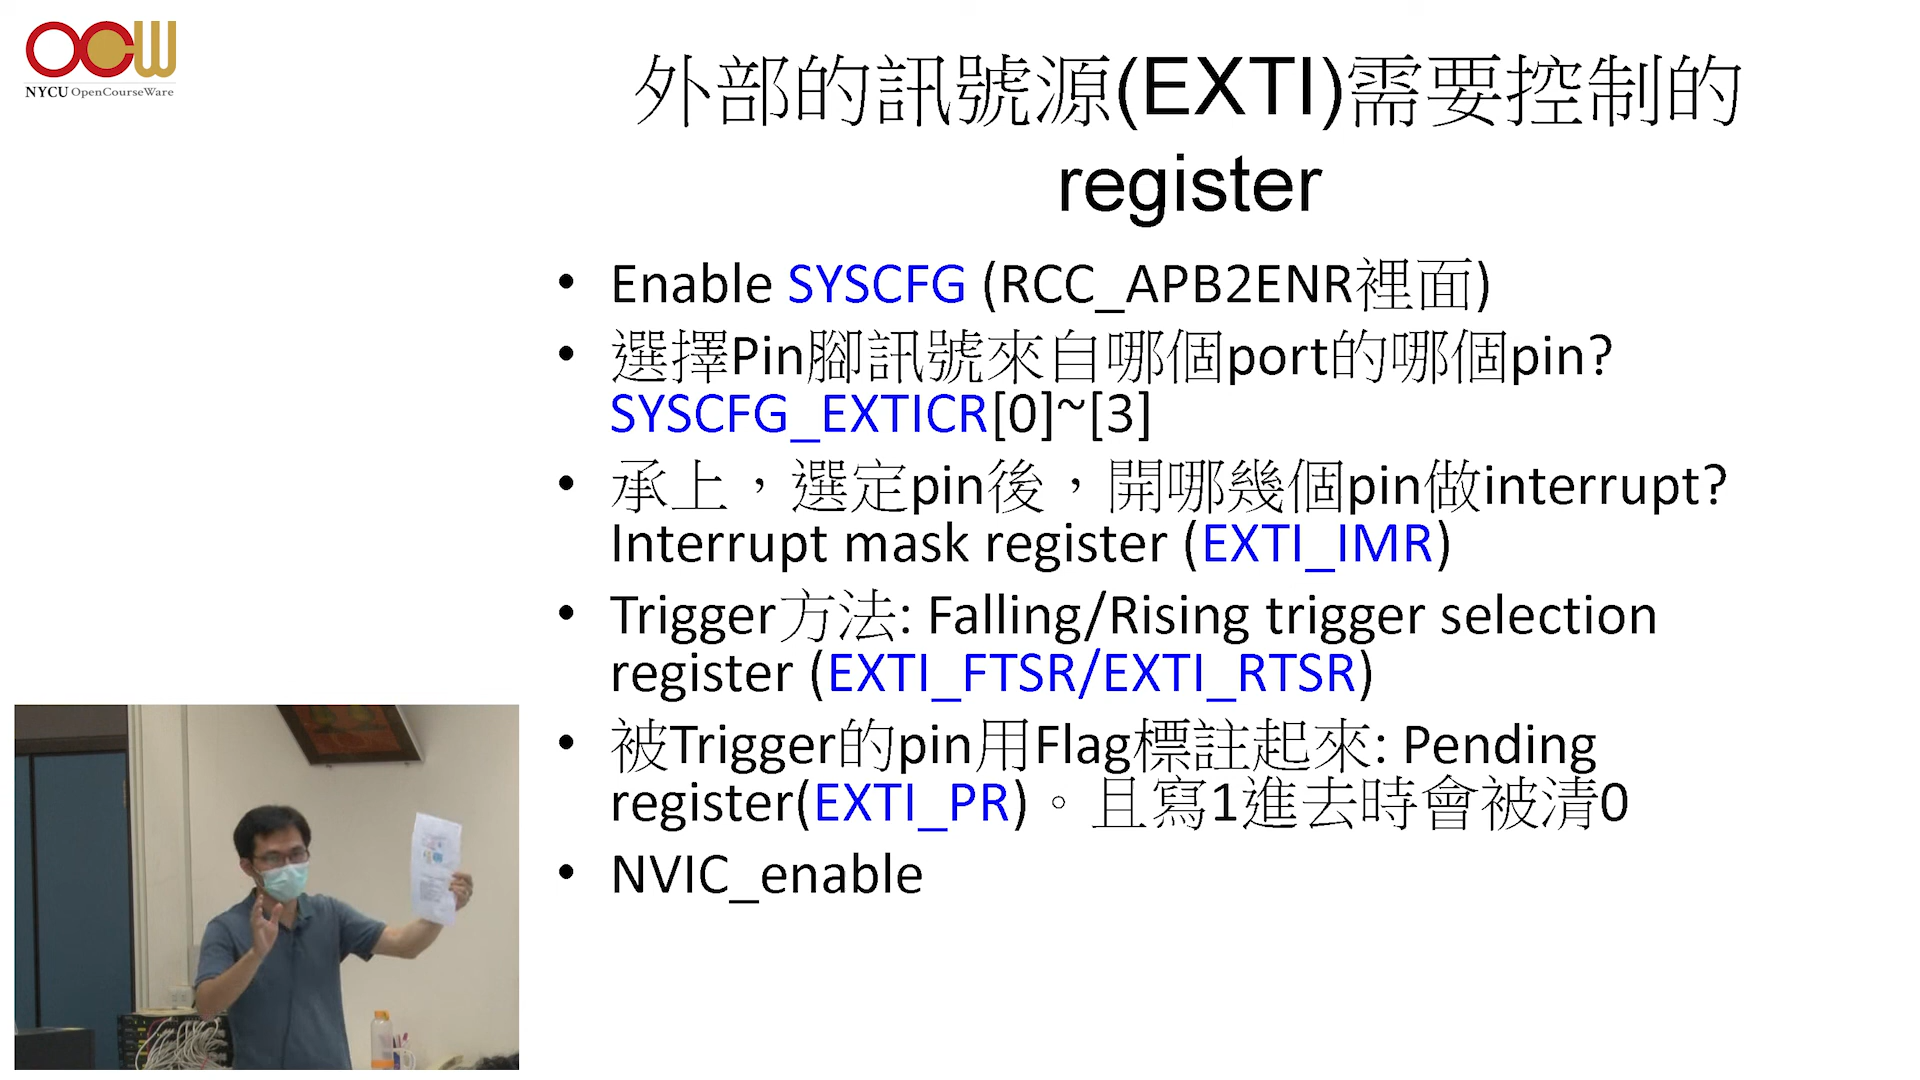 OCW
NYCU OpenCourseWare
外部的訊號源(EXTI)需要控制的
register
• Enable SYSCFG (RCC_APB2ENR裡面)
• 選擇Pin腳訊號來自哪個port的哪個pin?
SYSCFG_EXTICR[0]~[3]
• 承上，選定pin後，開哪幾個pin做interrupt?
Interrupt mask register (EXTI_IMR)
• Trigger方法: Falling/Rising trigger selection
register (EXTI_FTSR/EXTI_RTSR)
• 被Trigger的pin用Flag標註起來: Pending
register(EXTI_PR)。且寫1進去時會被清0
• NVIC_enable